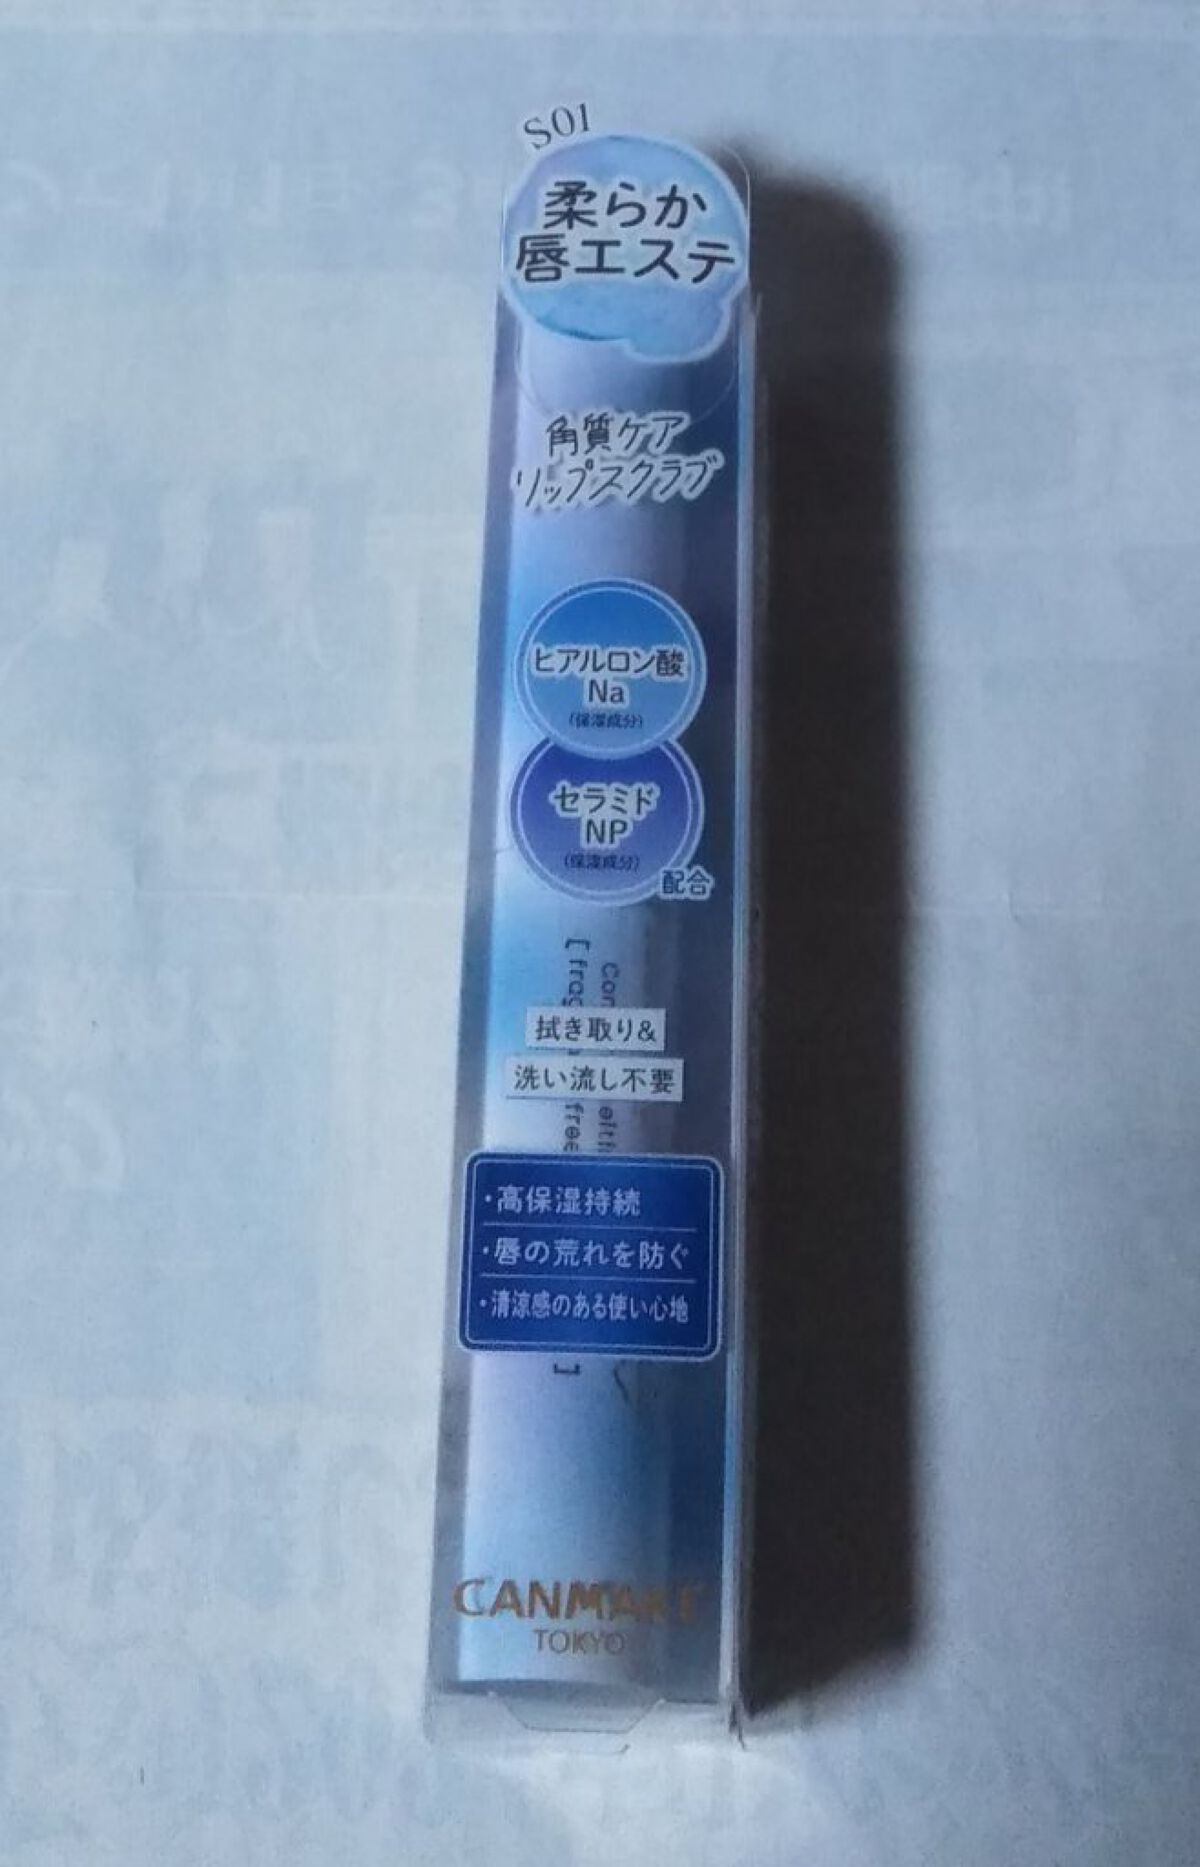 S01
柔らか
唇エステ
角質ケア
リップスクラブ
ヒアルロン酸
Na
(保湿成分)
セラミド
NP
(保湿成分)
配合
拭き取り&
洗い流し不要
・高保湿持続
・唇の荒れを防ぐ
・清涼感のある使い心地
CANMAKE
TOKYO